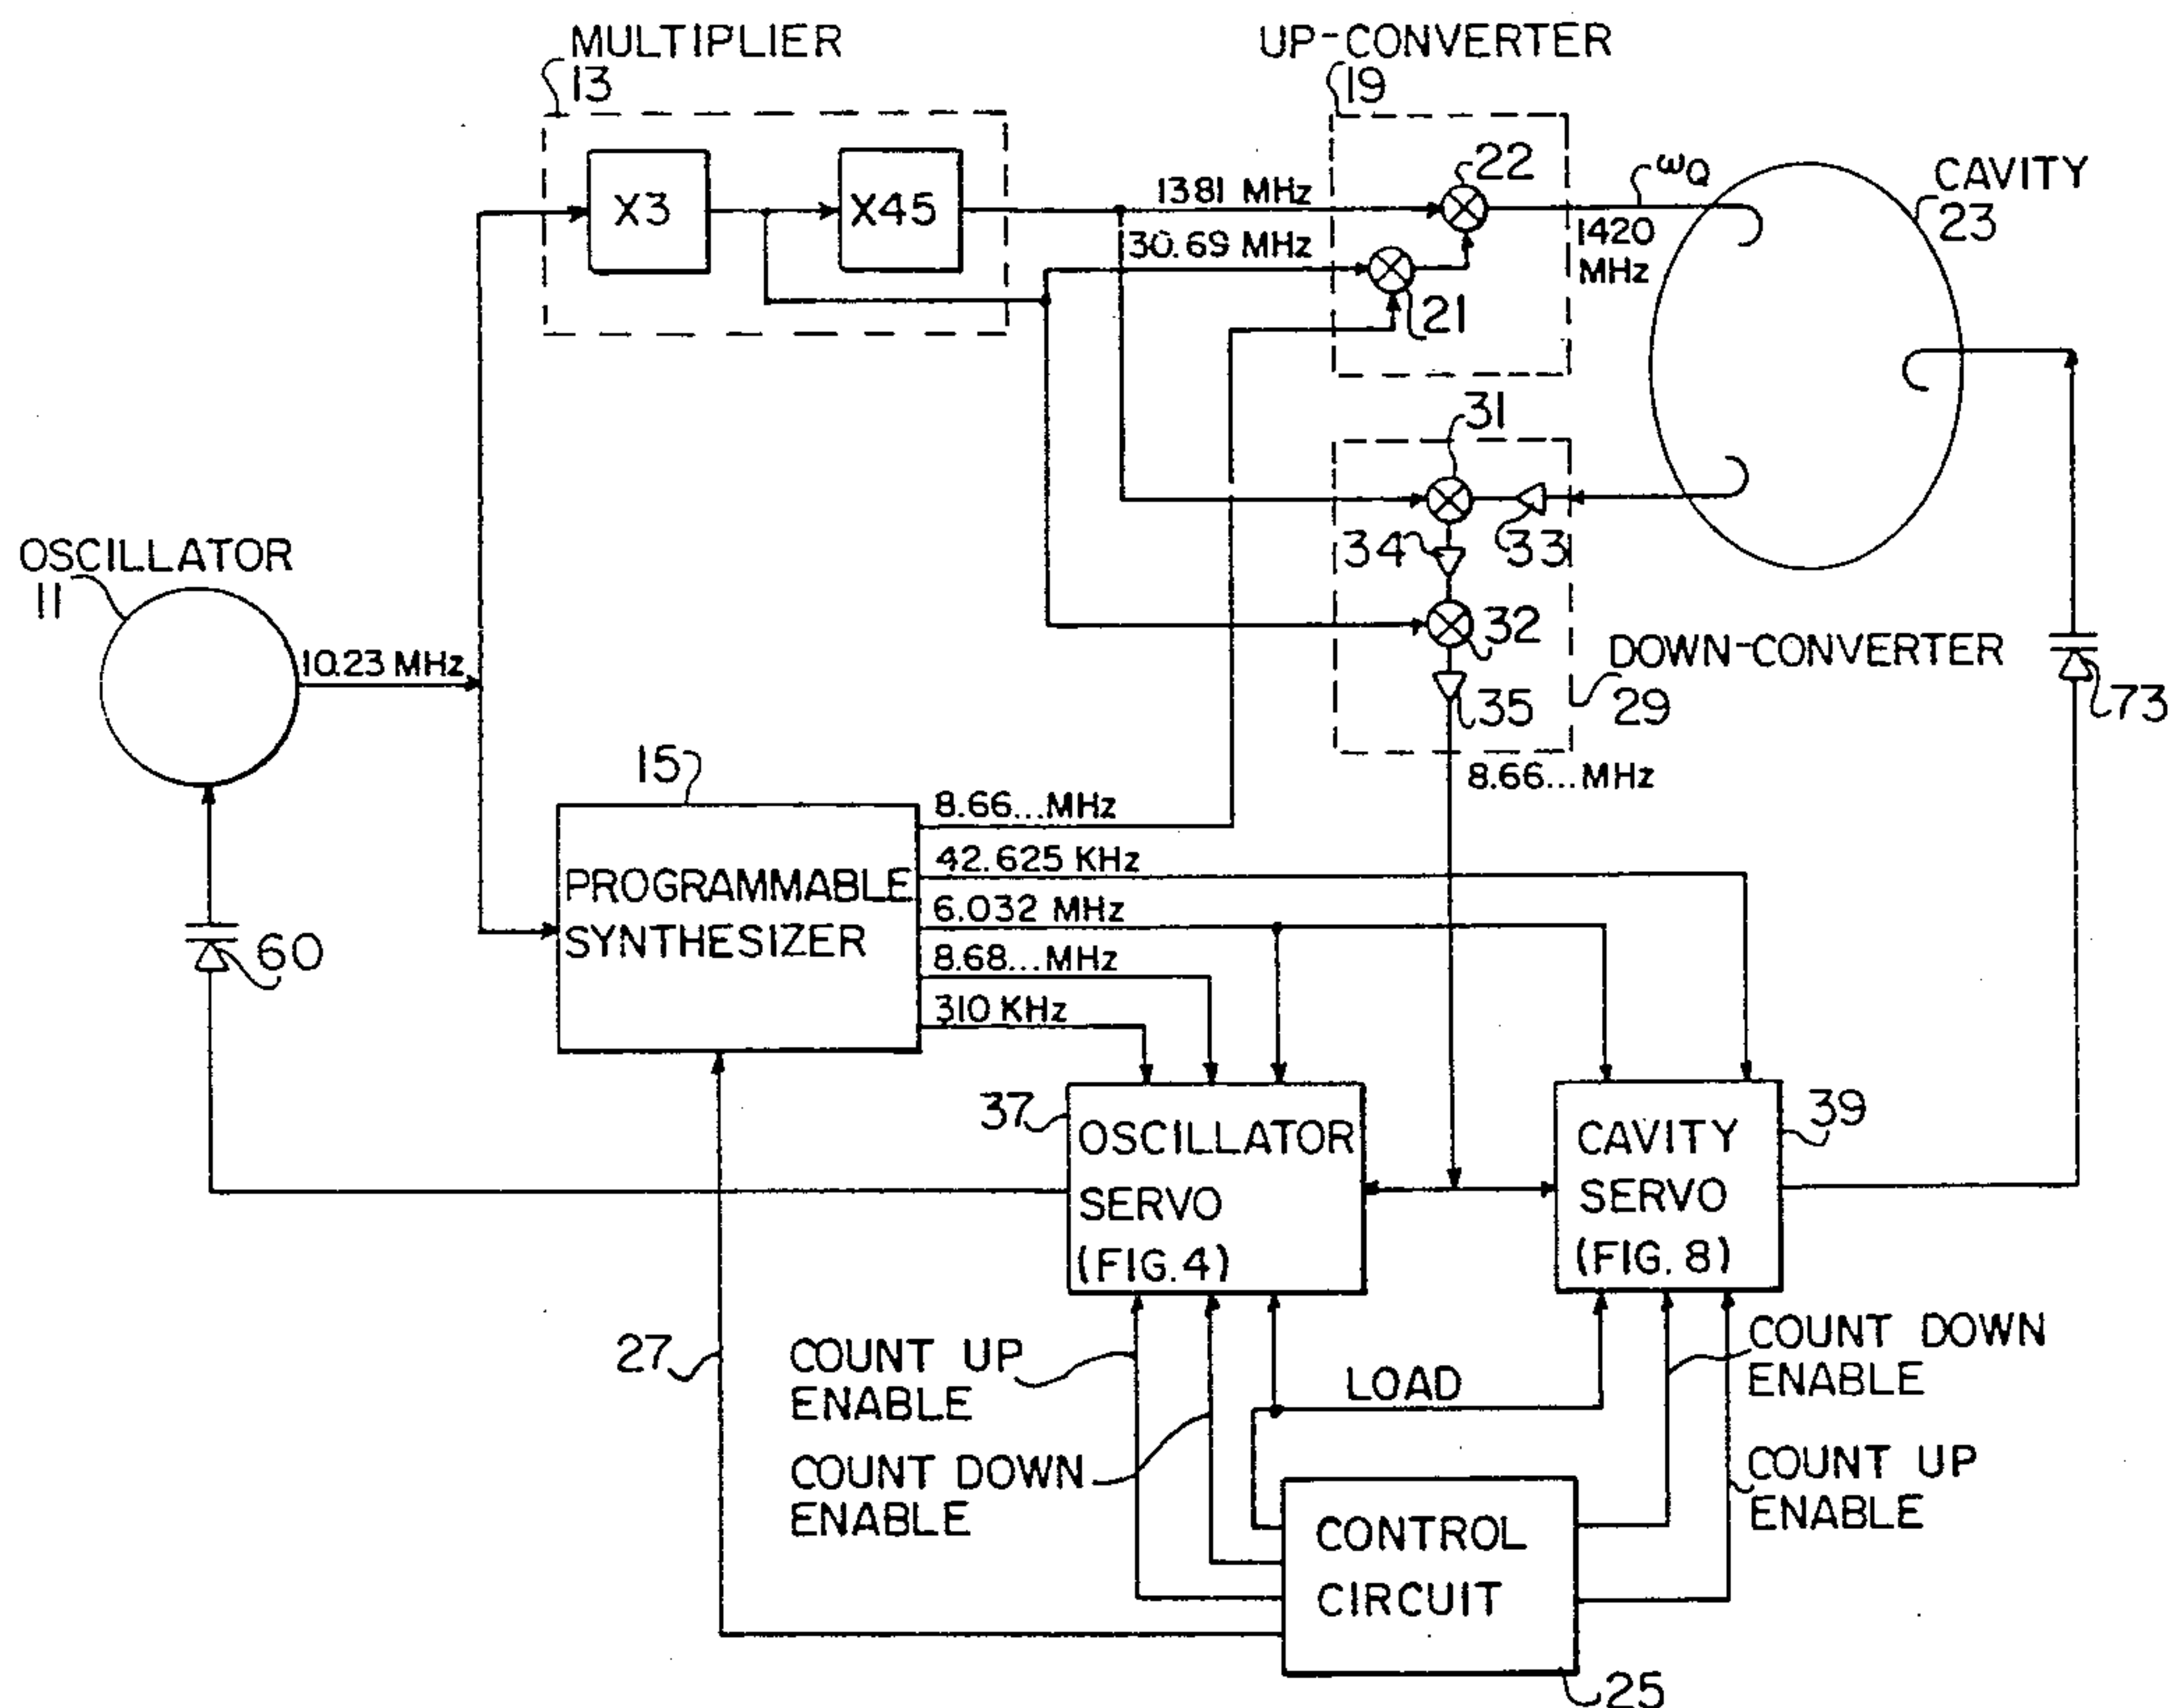 MULTIPLIER
13
UP-CONVERTER
19
X3
X45
1381 MHz
30.69 MHz
22
21
ωQ
1420
MHz
CAVITY
23
31
34
33
32
35
DOWN-CONVERTER
29
8.66...MHz
73
OSCILLATOR
11
10.23 MHz
60
15
PROGRAMMABLE
SYNTHESIZER
8.66...MHz
42.625 KHz
6.032 MHz
8.68...MHz
310 KHz
37
OSCILLATOR
SERVO
(FIG. 4)
39
CAVITY
SERVO
(FIG. 8)
27
COUNT UP
ENABLE
COUNT DOWN
ENABLE
LOAD
COUNT DOWN
ENABLE
COUNT UP
ENABLE
CONTROL
CIRCUIT
25